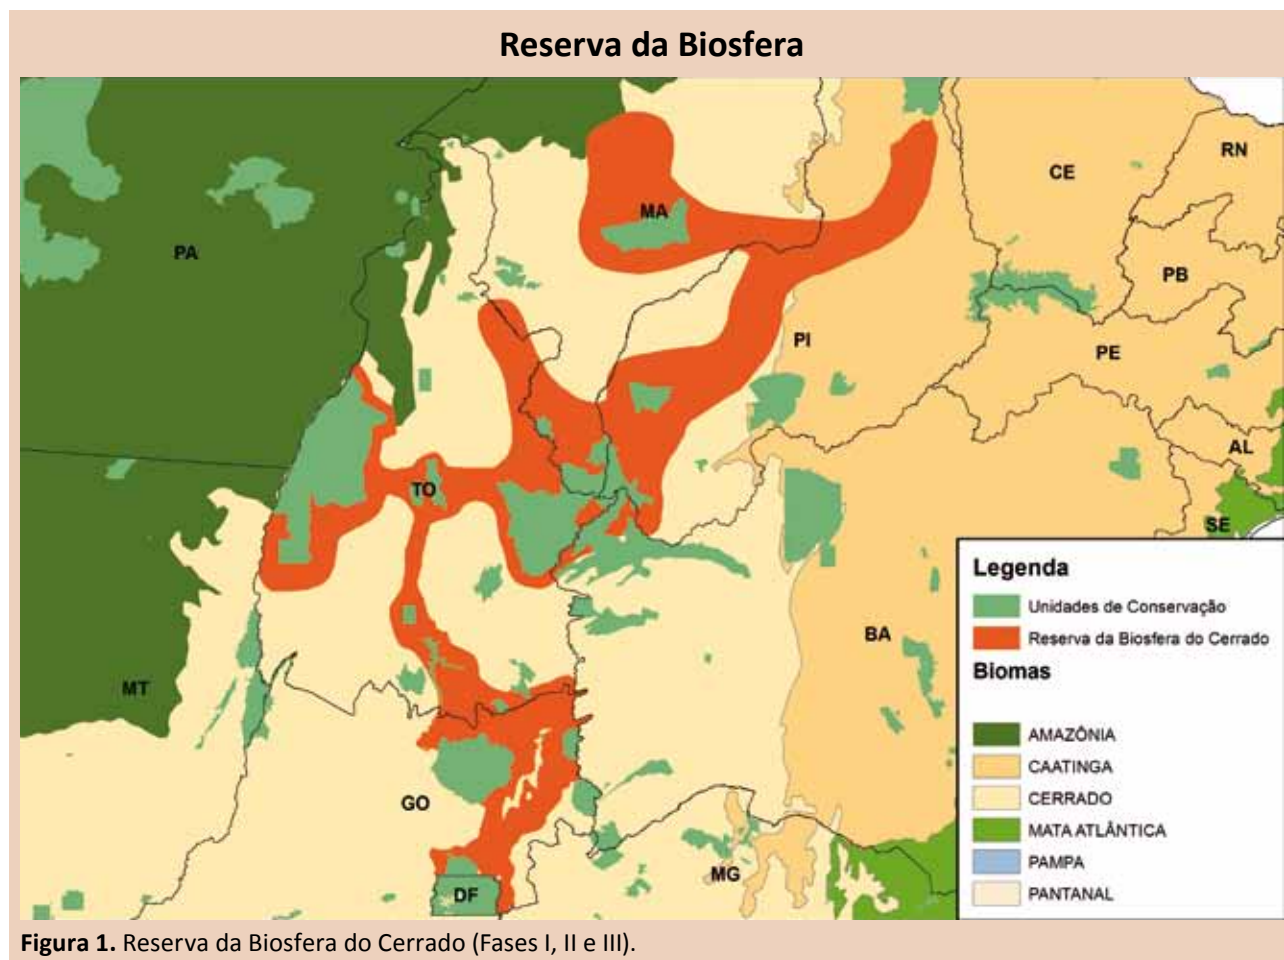 Reserva da Biosfera
RN
CE
MA
PA
PB
PI
PE
AL
TO
SE
BA
MT
GO
MG
DF
Legenda
Unidades de Conservação
Reserva da Biosfera do Cerrado
Biomas
AMAZÔNIA
CAATINGA
CERRADO
MATA ATLÂNTICA
PAMPA
PANTANAL
Figura 1. Reserva da Biosfera do Cerrado (Fases I, II e III).